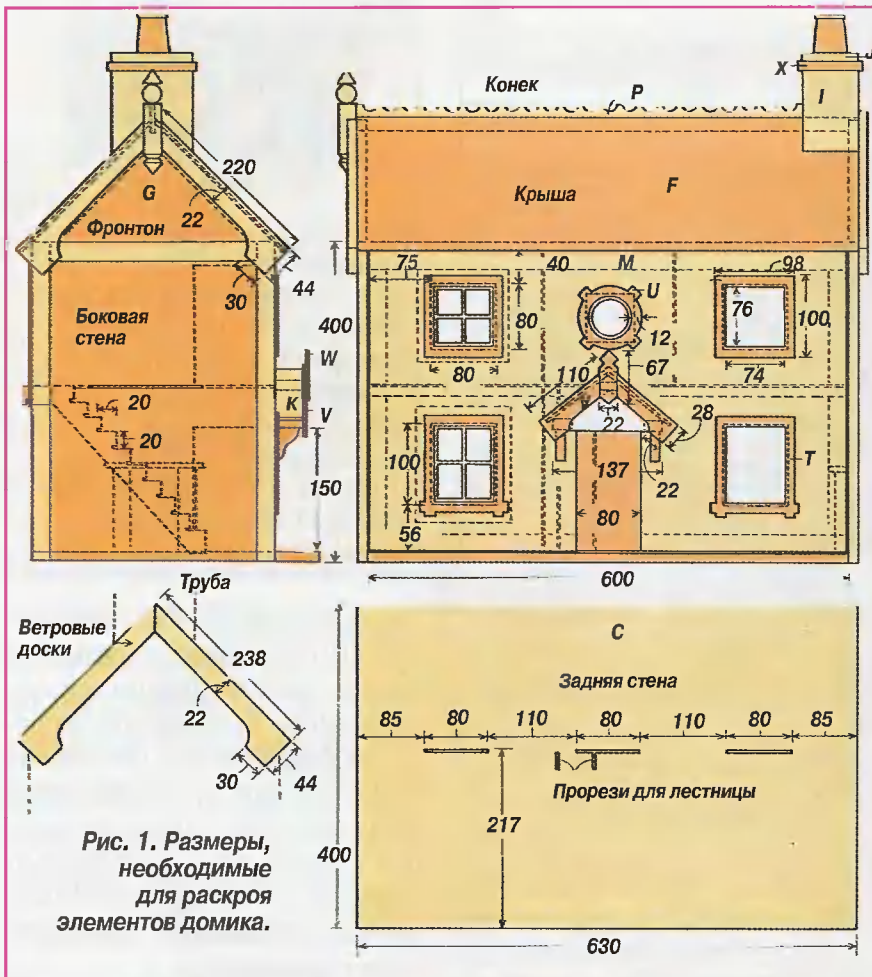 J
X
Конек
P
I
220
G
22
Фронтон
Крыша
F
30
44
75
40
M
98
U
Боковая
стена
400
80
76
100
12
W
80
110
67
74
20
K
V
20
22
28
100
137
22
T
150
56
80
600
Труба
Ветровые
доски
238
22
30
44
C
Задняя стена
85
80
110
80
110
80
85
Прорези для лестницы
217
400
630
Рис. 1. Размеры,
необходимые
для раскроя
элементов домика.